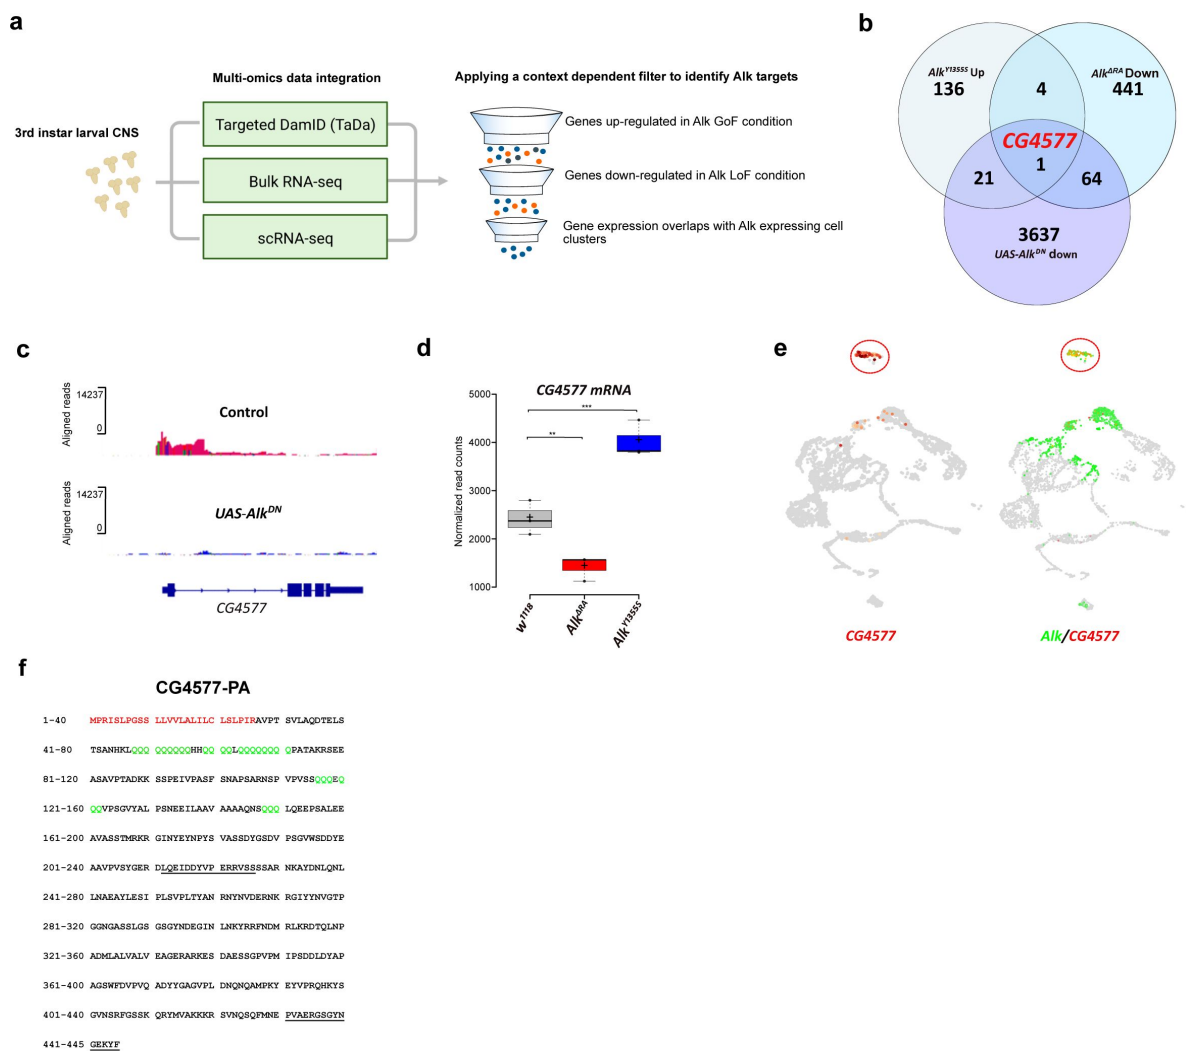 a
Multi-omics data integration
Applying a context dependent filter to identify Alk targets
3rd instar larval CNS
Targeted DamID (TaDa)
Bulk RNA-seq
scRNA-seq
Genes up-regulated in Alk GoF condition
Genes down-regulated in Alk LoF condition
Gene expression overlaps with Alk expressing cell
clusters
b
Alk^Y1355S Up
136
4
Alk^ΔRA Down
441
CG4577
1
21
64
3637
UAS-Alk^DN down
c
Aligned reads
14237
0
Control
Aligned reads
14237
0
UAS-Alk^DN
CG4577
d
CG4577 mRNA
Normalized read counts
5000
4000
3000
2000
1000
***
**
w^1118
Alk^ΔRA
Alk^Y1355S
e
CG4577
Alk/CG4577
f
CG4577-PA
1-40 MPRISLPGSS LLVVLALILC LSLPIRAVPT SVLAQDTELS
41-80 TSANHKLQQQ QQQQQQQHHQQ QQLQQQQQQQ QPATAKRSEE
81-120 ASAVPTADKK SSPEIVPASF SNAPSARNSP VPVSSQQQEQ
121-160 QQVPSGVYAL PSNEEILAAV AAAAQNSQQQ LQEEPSALEE
161-200 AVASSTMRKR GINYEYNPYS VASSDYGSDV PSGVWSDDYE
201-240 AAVPVSYGER DLQEIDDYVP ERRVSSSSAR NKAYDNLQNL
241-280 LNAEAYLESI PLSVPLTYAN RNYNVDERNK RGIYYNVGTP
281-320 GGNGASSLGS GSGYNDEGIN LNKYRRFNDM RLKRDTQLNP
321-360 ADMLALVALV EAGERARKES DAESSGPVPM IPSDDLDYAP
361-400 AGSWFDVPVQ ADYYGAGVPL DNQNQAMPKY EYVPRQHKYS
401-440 GVNSRFGSSK QRYMVAKKKR SVNQSQFMNE PVAERGSGYN
441-445 GEKYF